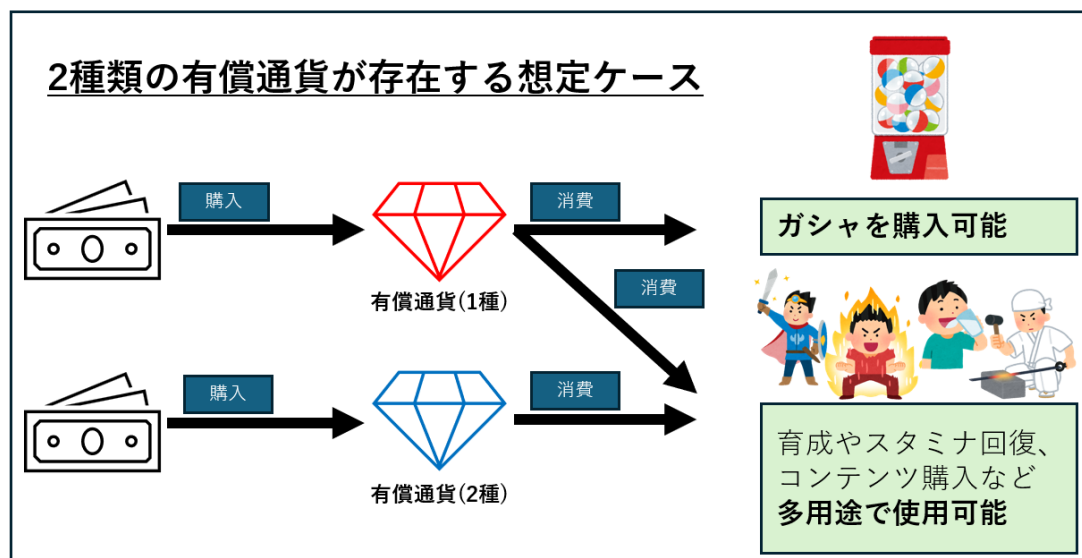 2種類の有償通貨が存在する想定ケース
購入
消費
ガシャを購入可能
消費
有償通貨(1種)
購入
消費
有償通貨(2種)
育成やスタミナ回復、
コンテンツ購入など
多用途で使用可能